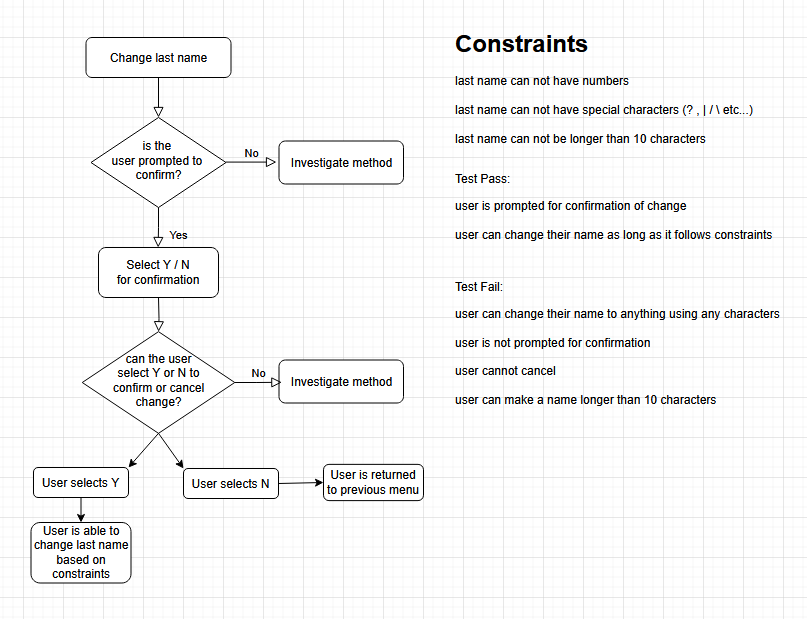 Change last name
is the
user prompted to
confirm?
No
Investigate method
Yes
Select Y / N
for confirmation
can the user
select Y or N to
confirm or cancel
change?
No
Investigate method
User selects Y
User selects N
User is returned
to previous menu
User is able to
change last name
based on
constraints
Constraints
last name can not have numbers
last name can not have special characters (? , | / \ etc...)
last name can not be longer than 10 characters
Test Pass:
user is prompted for confirmation of change
user can change their name as long as it follows constraints
Test Fail:
user can change their name to anything using any characters
user is not prompted for confirmation
user cannot cancel
user can make a name longer than 10 characters